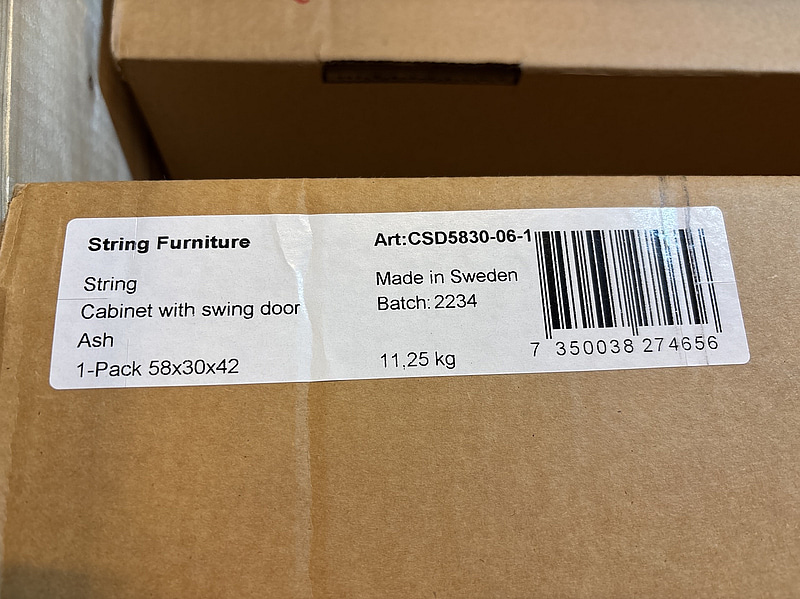 String Furniture
String
Cabinet with swing door
Ash
1-Pack 58x30x42
Art:CSD5830-06-1
Made in Sweden
Batch: 2234
11,25 kg
7 350038 274656